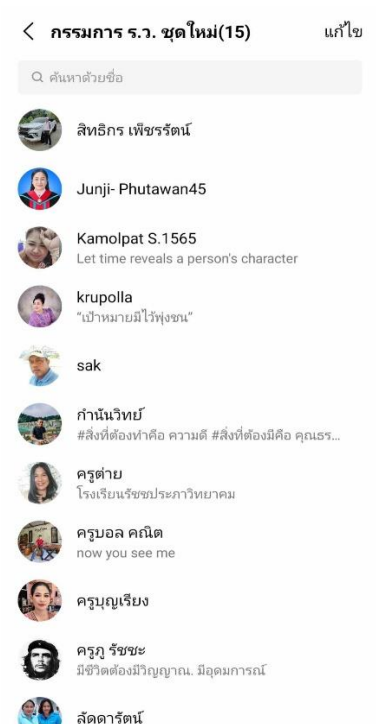 กรรมการ ร.ว. ชุดใหม่(15) แก้ไข
ค้นหาด้วยชื่อ
สิทธิกร เพ็ชรรัตน์
Junji- Phutawan45
Kamolpat S.1565
Let time reveals a person's character
krupolla
“เป้าหมายมีไว้พุ่งชน”
sak
กำนันวิทย์
#สิ่งที่ต้องทำคือ ความดี #สิ่งที่ต้องมีคือ คุณธร...
ครูต่าย
โรงเรียนรัชชประภาวิทยาคม
ครูบอล คณิต
now you see me
ครูบุญเรียง
ครูภู รัชชะ
มีชีวิตต้องมีวิญญาณ. มีอุดมการณ์
ลัดดารัตน์